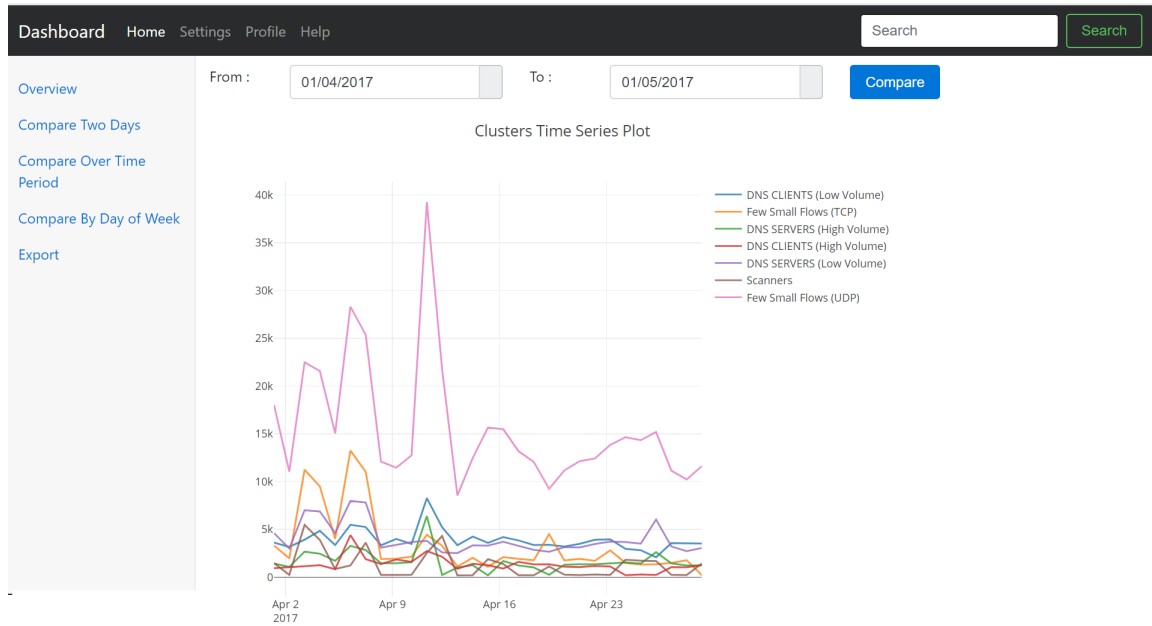 Dashboard Home Settings Profile Help Search Search
Overview
Compare Two Days
Compare Over Time
Period
Compare By Day of Week
Export
From : 01/04/2017 To : 01/05/2017 Compare
Clusters Time Series Plot
40k
35k
30k
25k
20k
15k
10k
5k
0
Apr 2
2017
Apr 9
Apr 16
Apr 23
DNS CLIENTS (Low Volume)
Few Small Flows (TCP)
DNS SERVERS (High Volume)
DNS CLIENTS (High Volume)
DNS SERVERS (Low Volume)
Scanners
Few Small Flows (UDP)